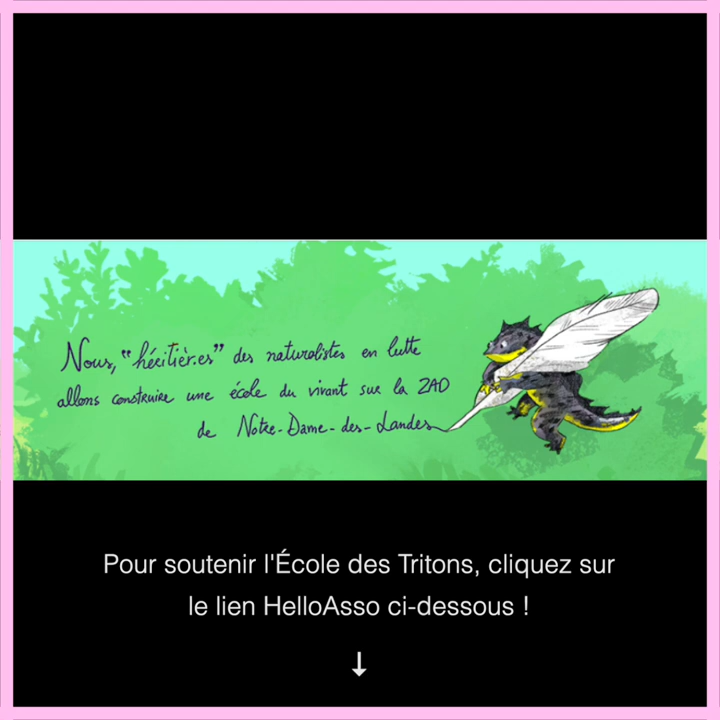 Nous, "héritièr.es" des naturalistes en lutte
allons construire une école du vivant sur la ZAD
de Notre-Dame-des-Landes
Pour soutenir l'École des Tritons, cliquez sur
le lien HelloAsso ci-dessous !
↓